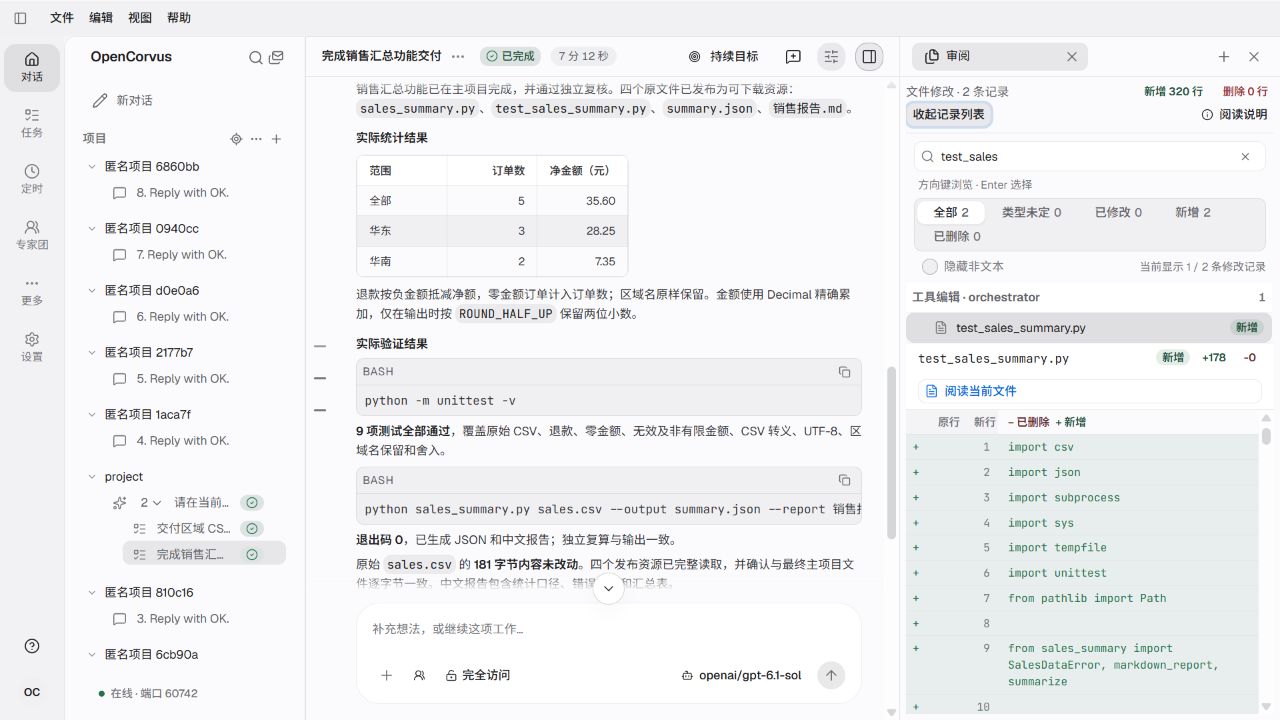 文件 编辑 视图 帮助
对话
任务
定时
专家团
更多
设置
OC
OpenCorvus
新对话
项目
匿名项目 6860bb
8. Reply with OK.
匿名项目 0940cc
7. Reply with OK.
匿名项目 d0e0a6
6. Reply with OK.
匿名项目 2177b7
5. Reply with OK.
匿名项目 1aca7f
4. Reply with OK.
project
2 请在当前...
交付区域 CS...
完成销售汇...
匿名项目 810c16
3. Reply with OK.
匿名项目 6cb90a
在线 · 端口 60742
完成销售汇总功能交付 ··· 已完成 7 分 12 秒 持续目标
销售汇总功能已在主项目完成，并通过独立复核。四个原文件已发布为可下载资源：
sales_summary.py、test_sales_summary.py、summary.json、销售报告.md。
实际统计结果
范围 订单数 净金额（元）
全部 5 35.60
华东 3 28.25
华南 2 7.35
退款按负金额抵减净额，零金额订单计入订单数；区域名原样保留。金额使用 Decimal 精确累
加，仅在输出时按 ROUND_HALF_UP 保留两位小数。
实际验证结果
BASH
python -m unittest -v
9 项测试全部通过，覆盖原始 CSV、退款、零金额、无效及非有限金额、CSV 转义、UTF-8、区
域名保留和舍入。
BASH
python sales_summary.py sales.csv --output summary.json --report 销售
退出码 0，已生成 JSON 和中文报告；独立复算与输出一致。
原始 sales.csv 的 181 字节内容未改动。四个发布资源已完整读取，并确认与最终主项目文
件逐字节一致。中文报告包含统计口径、错误 和汇总表。
补充想法，或继续这项工作...
完全访问 openai/gpt-6.1-sol
审阅
文件修改 · 2 条记录 新增 320 行 删除 0 行
收起记录列表 阅读说明
test_sales
方向键浏览 · Enter 选择
全部 2 类型未定 0 已修改 0 新增 2
已删除 0
隐藏非文本 当前显示 1 / 2 条修改记录
工具编辑 · orchestrator 1
test_sales_summary.py 新增
test_sales_summary.py 新增 +178 -0
阅读当前文件
原行 新行 − 已删除 + 新增
+ 1 import csv
+ 2 import json
+ 3 import subprocess
+ 4 import sys
+ 5 import tempfile
+ 6 import unittest
+ 7 from pathlib import Path
+ 8
+ 9 from sales_summary import
SalesDataError, markdown_report,
summarize
+ 10